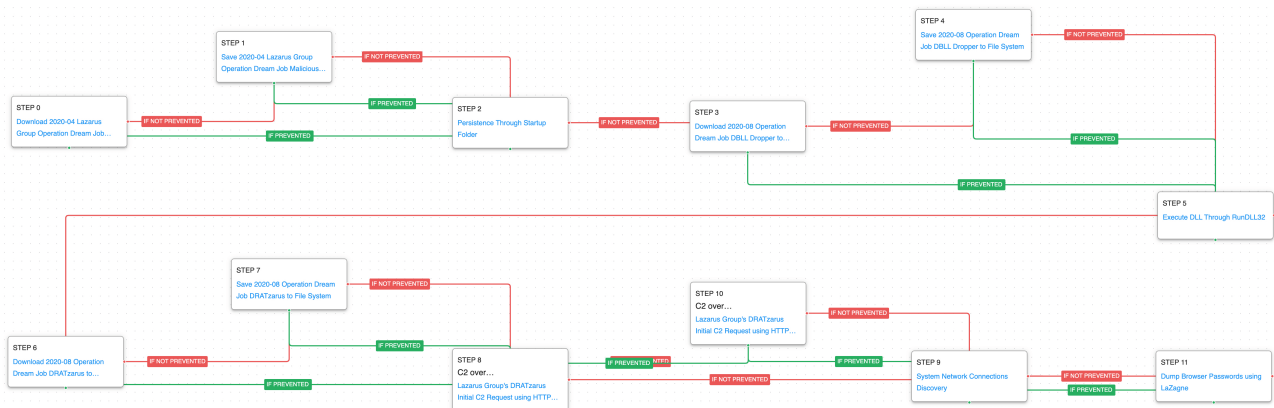 STEP 0
Download 2020-04 Lazarus
Group Operation Dream Job...
IF NOT PREVENTED
IF PREVENTED
STEP 1
Save 2020-04 Lazarus Group
Operation Dream Job Malicious...
IF NOT PREVENTED
IF PREVENTED
STEP 2
Persistence Through Startup
Folder
IF NOT PREVENTED
STEP 3
Download 2020-08 Operation
Dream Job DBLL Dropper to...
IF NOT PREVENTED
IF PREVENTED
STEP 4
Save 2020-08 Operation Dream
Job DBLL Dropper to File System
IF NOT PREVENTED
IF PREVENTED
STEP 5
Execute DLL Through RunDLL32
STEP 6
Download 2020-08 Operation
Dream Job DRATzarus to...
IF NOT PREVENTED
IF PREVENTED
STEP 7
Save 2020-08 Operation Dream
Job DRATzarus to File System
IF NOT PREVENTED
IF PREVENTED
STEP 8
C2 over...
Lazarus Group's DRATzarus
Initial C2 Request using HTTP...
IF PREVENTED
IF NOT PREVENTED
STEP 10
C2 over...
Lazarus Group's DRATzarus
Initial C2 Request using HTTP...
IF NOT PREVENTED
IF PREVENTED
STEP 9
System Network Connections
Discovery
IF NOT PREVENTED
IF PREVENTED
STEP 11
Dump Browser Passwords using
LaZagne